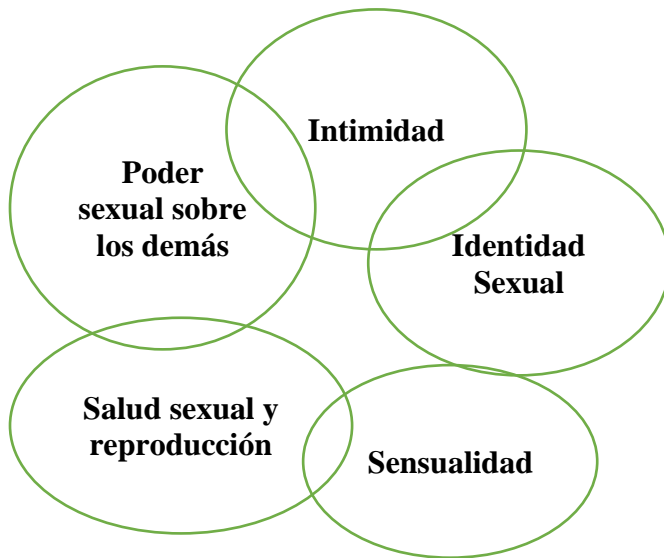 Intimidad
Poder
sexual sobre
los demás
Identidad
Sexual
Salud sexual y
reproducción
Sensualidad